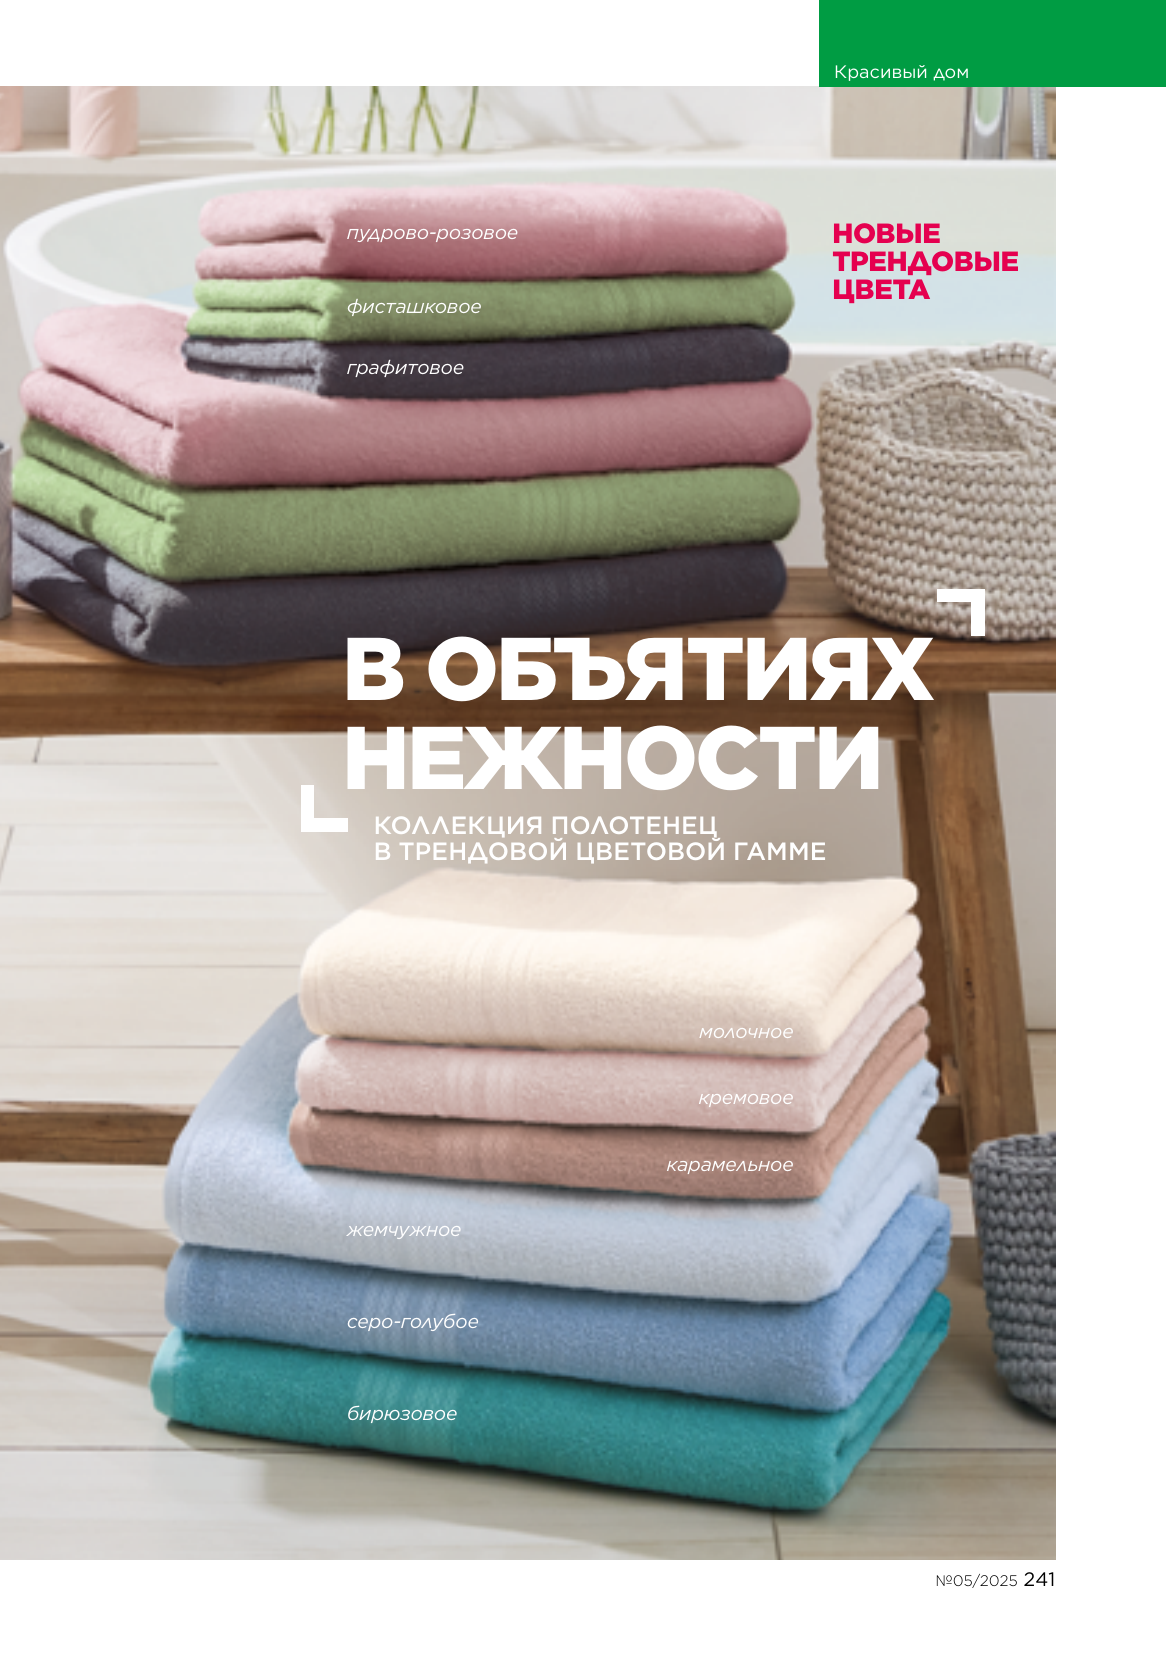 Красивый дом
пудрово-розовое
НОВЫЕ
ТРЕНДОВЫЕ
ЦВЕТА
фисташковое
графитовое
В ОБЪЯТИЯХ
НЕЖНОСТИ
КОЛЛЕКЦИЯ ПОЛОТЕНЕЦ
В ТРЕНДОВОЙ ЦВЕТОВОЙ ГАММЕ
молочное
кремовое
карамельное
жемчужное
серо-голубое
бирюзовое
№05/2025 241